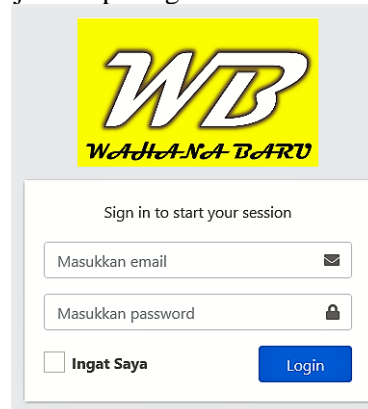 WB
WAHANA BARU
Sign in to start your session
Masukkan email
Masukkan password
Ingat Saya
Login